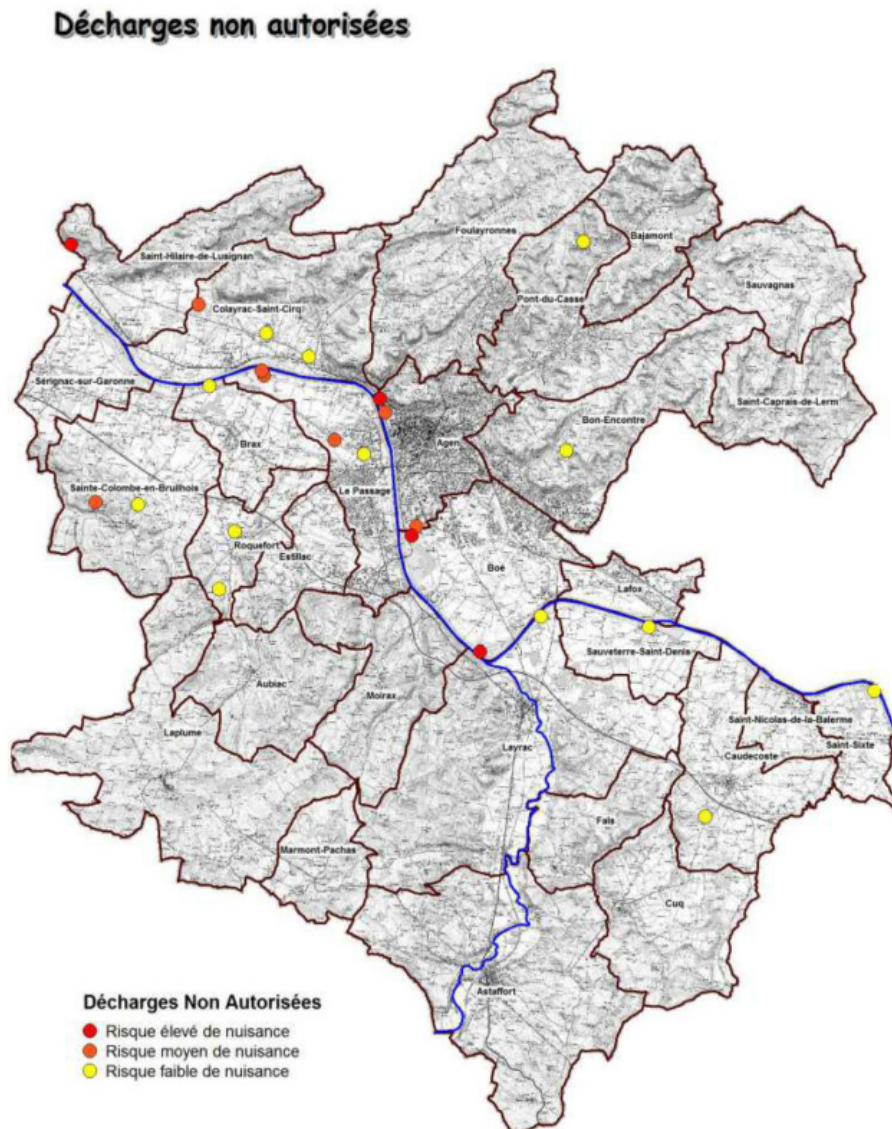 Décharges non autorisées
Foulayronnes
Bajamont
Saint-Hilaire-de-Lusignan
Sauvagnas
Pont-du-Casse
Colayrac-Saint-Cirq
Sérignac-sur-Garonne
Saint-Caprais-de-Lerm
Bon-Encontre
Agen
Brax
Sainte-Colombe-en-Bruilhois
Le Passage
Roquefort
Estillac
Boé
Lafox
Sauveterre-Saint-Denis
Aubiac
Moirax
Saint-Nicolas-de-la-Balerme
Laplume
Layrac
Saint-Sixte
Caudecoste
Fals
Marmont-Pachas
Cuq
Astaffort
Décharges Non Autorisées
Risque élevé de nuisance
Risque moyen de nuisance
Risque faible de nuisance